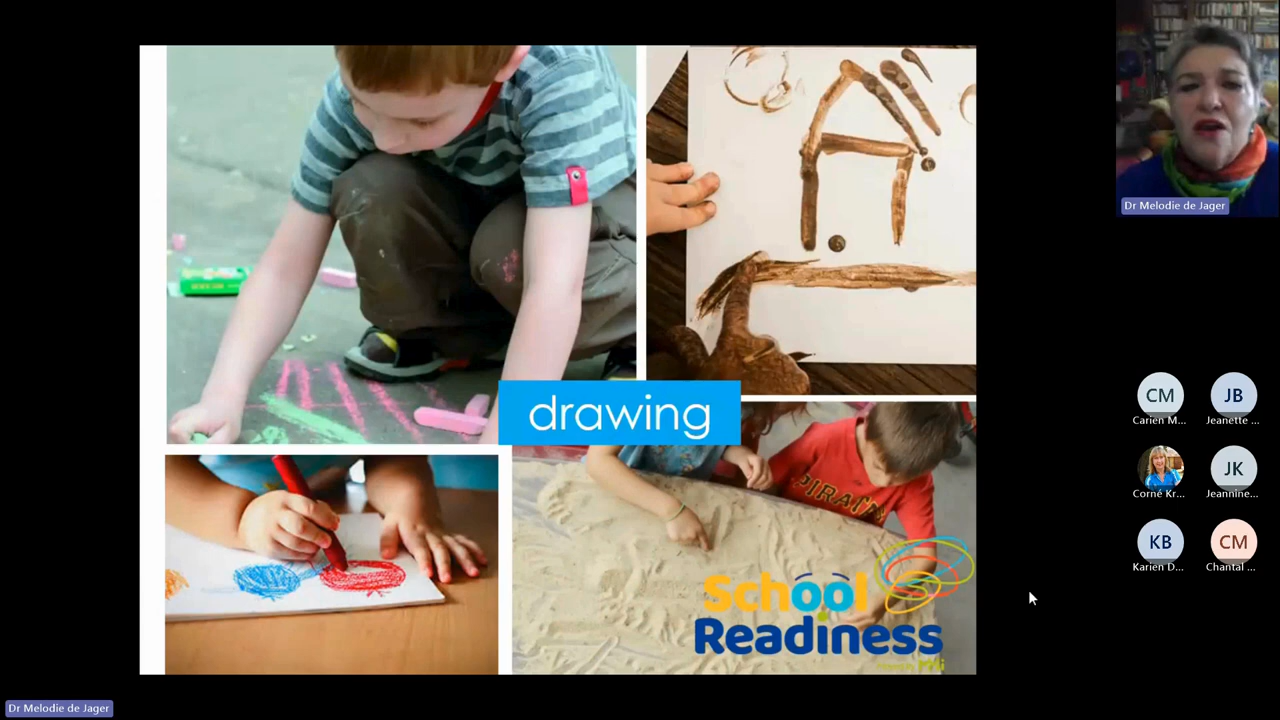 Dr Melodie de Jager
PIRATE
drawing
School
Readiness
CM
JB
Carien M...
Jeanette ...
JK
Corné Kr...
Jeannine...
KB
CM
Karien D...
Chantal ...
Dr Melodie de Jager